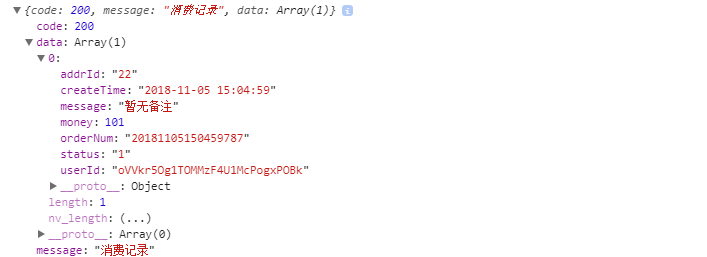 ▼{code: 200, message: "消费记录", data: Array(1)} i
code: 200
▼data: Array(1)
▼0:
addrId: "22"
createTime: "2018-11-05 15:04:59"
message: "暂无备注"
money: 101
orderNum: "20181105150459787"
status: "1"
userId: "oVVkr5Og1TOMMzF4U1McPogxPOBk"
▶__proto__: Object
length: 1
nv_length: (...)
▶__proto__: Array(0)
message: "消费记录"